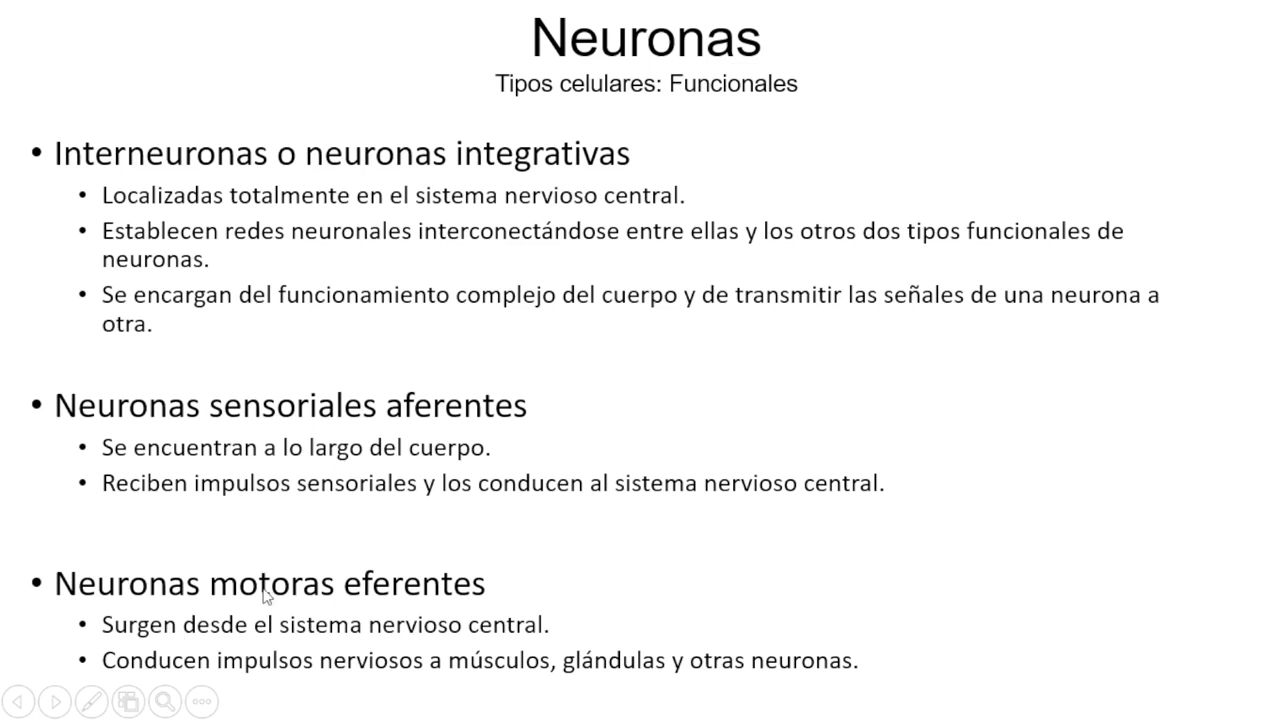 Neuronas
Tipos celulares: Funcionales
• Interneuronas o neuronas integrativas
• Localizadas totalmente en el sistema nervioso central.
• Establecen redes neuronales interconectándose entre ellas y los otros dos tipos funcionales de
neuronas.
• Se encargan del funcionamiento complejo del cuerpo y de transmitir las señales de una neurona a
otra.
• Neuronas sensoriales aferentes
• Se encuentran a lo largo del cuerpo.
• Reciben impulsos sensoriales y los conducen al sistema nervioso central.
• Neuronas motoras eferentes
• Surgen desde el sistema nervioso central.
• Conducen impulsos nerviosos a músculos, glándulas y otras neuronas.